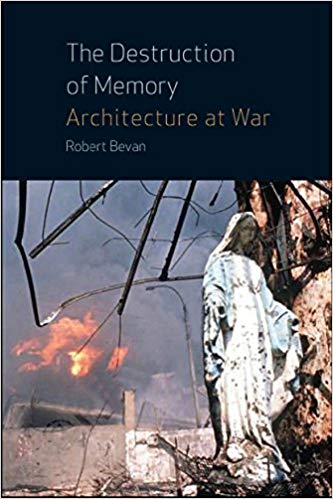 The Destruction
of Memory
Architecture at War
Robert Bevan